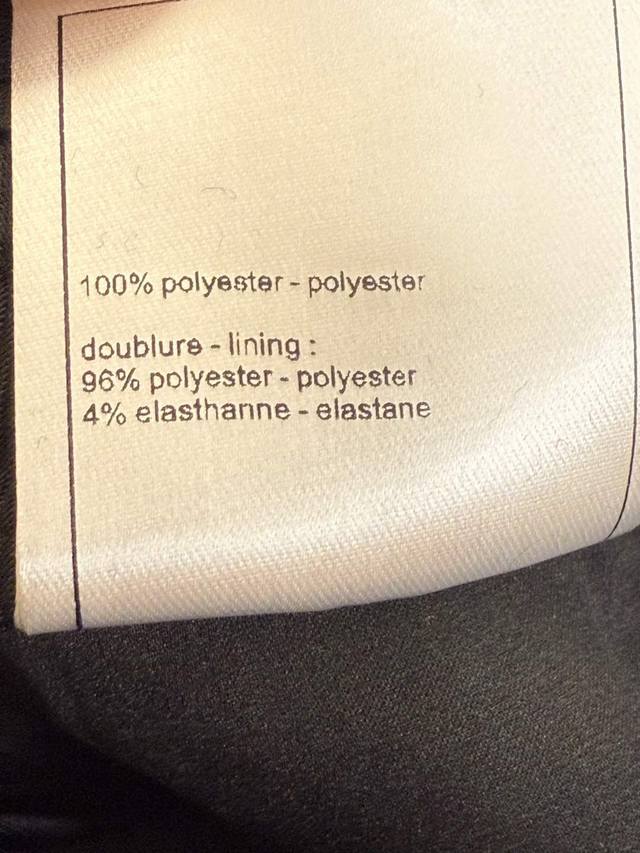 100% polyester - polyester
doublure - lining :
96% polyester - polyester
4% elasthanne - elastane